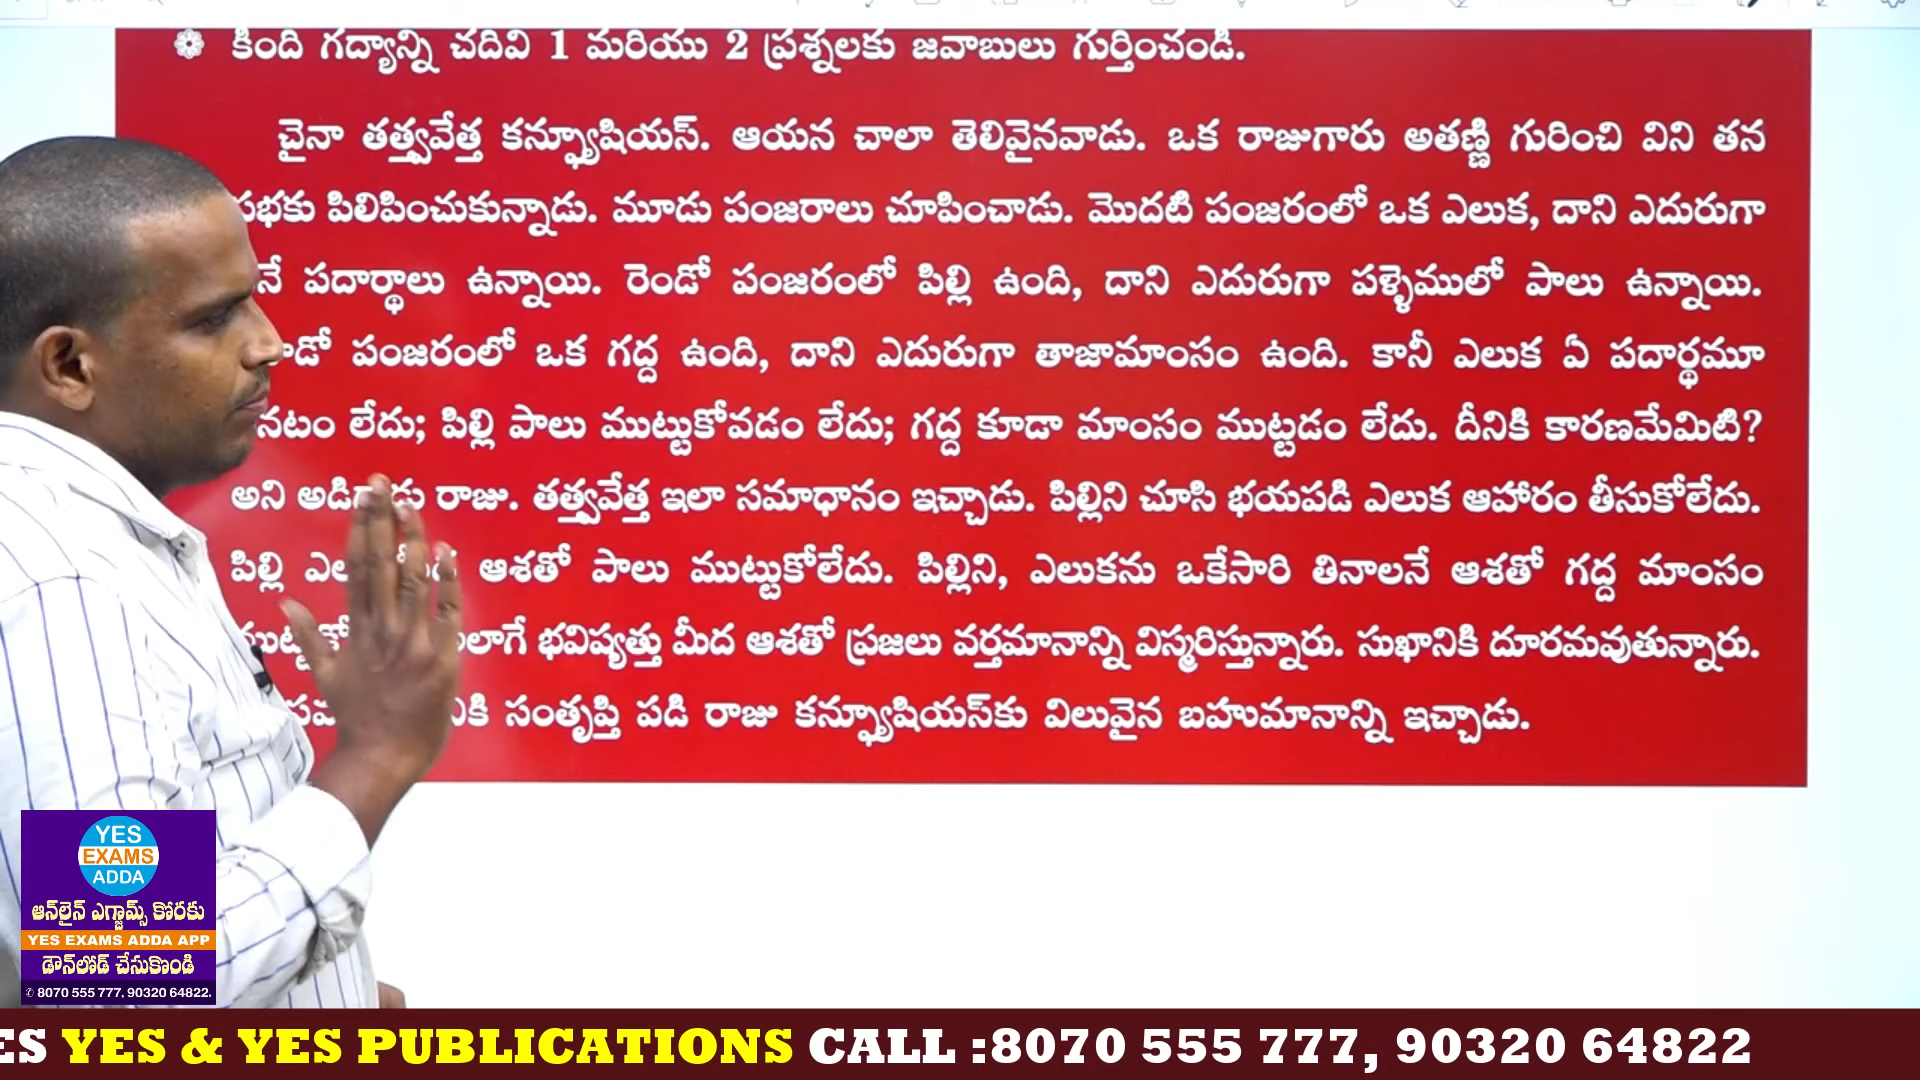 కింది గద్యాన్ని చదివి 1 మరియు 2 ప్రశ్నలకు జవాబులు గుర్తించండి.
చైనా తత్త్వవేత్త కన్ఫ్యూషియస్. ఆయన చాలా తెలివైనవాడు. ఒక రాజుగారు అతణ్ణి గురించి విని తన
సభకు పిలిపించుకున్నాడు. మూడు పంజరాలు చూపించాడు. మొదటి పంజరంలో ఒక ఎలుక, దాని ఎదురుగా
పదార్థాలు ఉన్నాయి. రెండో పంజరంలో పిల్లి ఉంది, దాని ఎదురుగా పళ్ళెములో పాలు ఉన్నాయి.
పంజరంలో ఒక గద్ద ఉంది, దాని ఎదురుగా తాజామాంసం ఉంది. కానీ ఎలుక ఏ పదార్థమూ
లేదు; పిల్లి పాలు ముట్టుకోవడం లేదు; గద్ద కూడా మాంసం ముట్టడం లేదు. దీనికి కారణమేమిటి?
అని అడిగాడు రాజు. తత్త్వవేత్త ఇలా సమాధానం ఇచ్చాడు. పిల్లిని చూసి భయపడి ఎలుక ఆహారం తీసుకోలేదు.
పిల్లి ఆశతో పాలు ముట్టుకోలేదు. పిల్లిని, ఎలుకను ఒకేసారి తినాలనే ఆశతో గద్ద మాంసం
భవిష్యత్తు మీద ఆశతో ప్రజలు వర్తమానాన్ని విస్మరిస్తున్నారు. సుఖానికి దూరమవుతున్నారు.
సంతృప్తి పడి రాజు కన్ఫ్యూషియస్‌కు విలువైన బహుమానాన్ని ఇచ్చాడు.
YES
EXAMS
ADDA
ఆన్‌లైన్ ఎగ్జామ్స్ కొరకు
YES EXAMS ADDA APP
డౌన్‌లోడ్ చేసుకొండి
✆ 8070 555 777, 90320 64822.
YES & YES PUBLICATIONS CALL :8070 555 777, 90320 64822